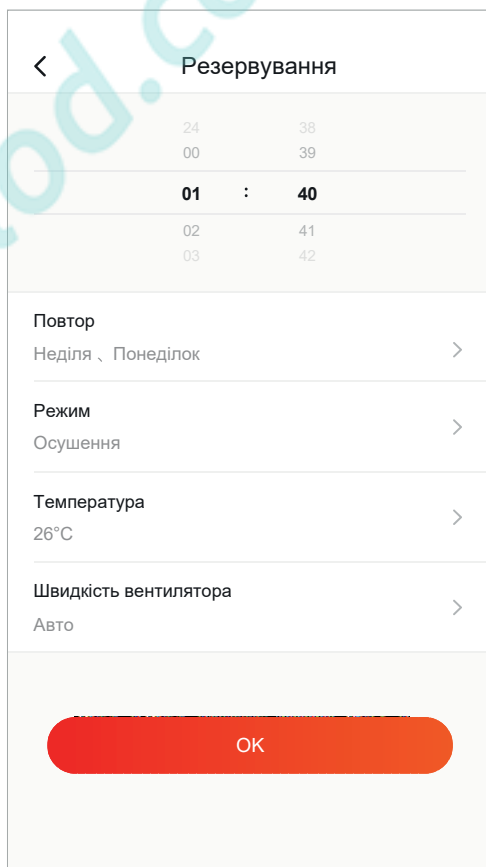 Резервування
24 38
00 39
01 : 40
02 41
03 42
Повтор
Неділя 、 Понеділок
Режим
Осушення
Температура
26°C
Швидкість вентилятора
Авто
OK